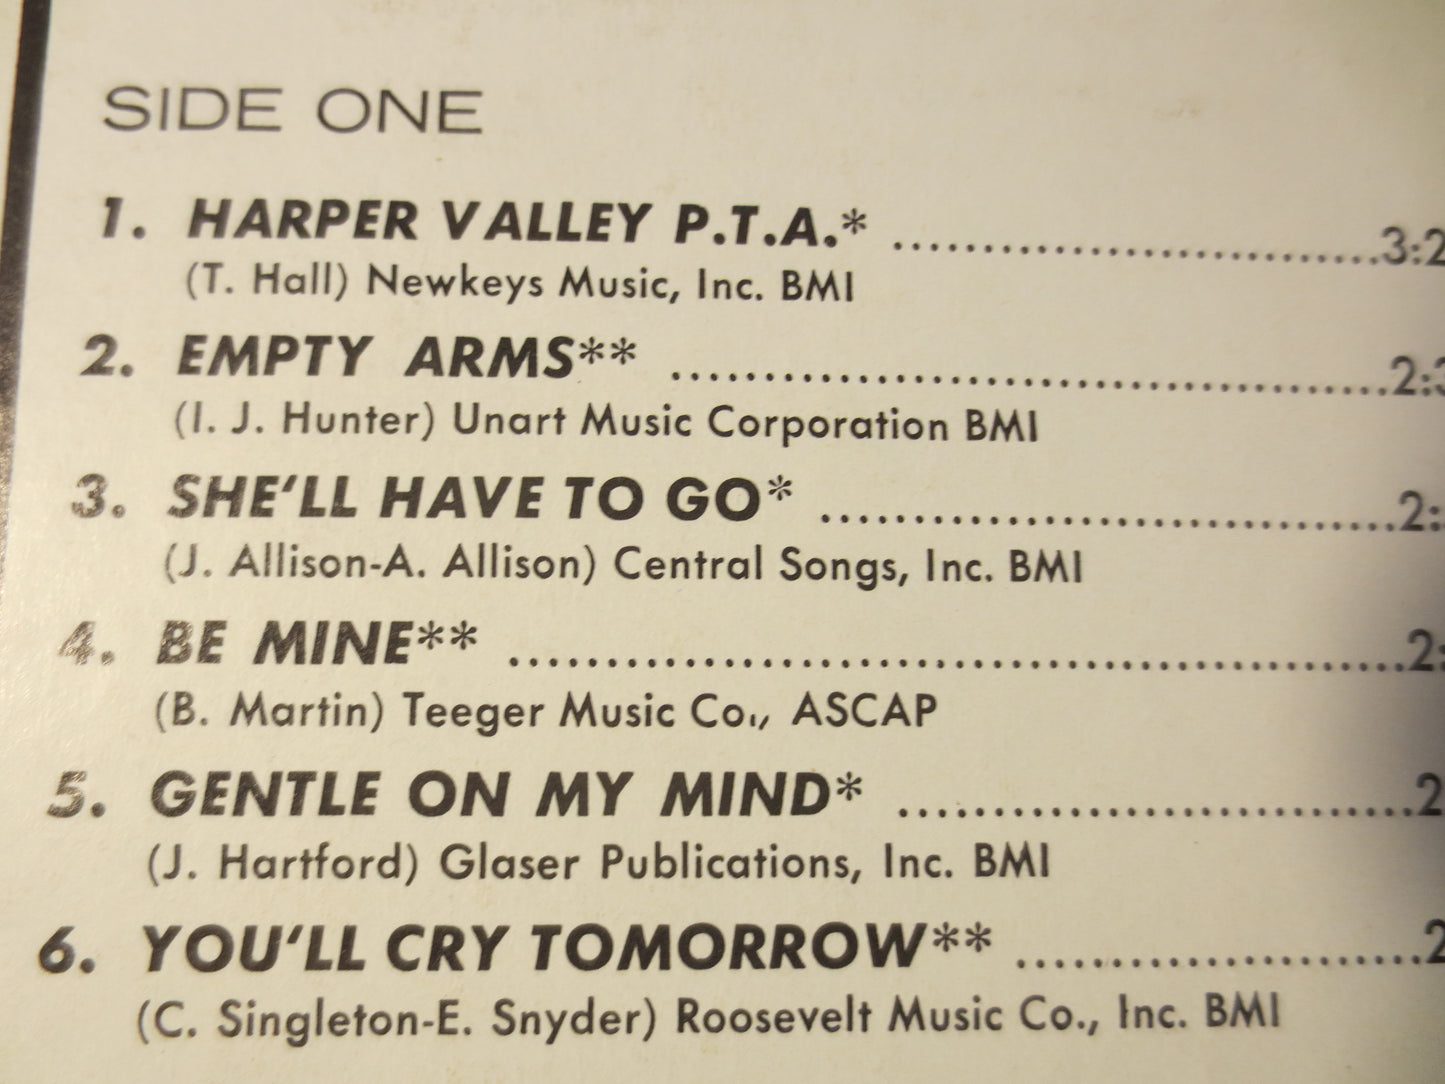 SIDE ONE
1. HARPER VALLEY P.T.A.* ........................................3:2
(T. Hall) Newkeys Music, Inc. BMI
2. EMPTY ARMS** ........................................2:3
(I. J. Hunter) Unart Music Corporation BMI
3. SHE'LL HAVE TO GO* ........................................2:
(J. Allison-A. Allison) Central Songs, Inc. BMI
4. BE MINE** ........................................2:
(B. Martin) Teeger Music Co., ASCAP
5. GENTLE ON MY MIND* ........................................2
(J. Hartford) Glaser Publications, Inc. BMI
6. YOU'LL CRY TOMORROW** ........................................2
(C. Singleton-E. Snyder) Roosevelt Music Co., Inc. BMI